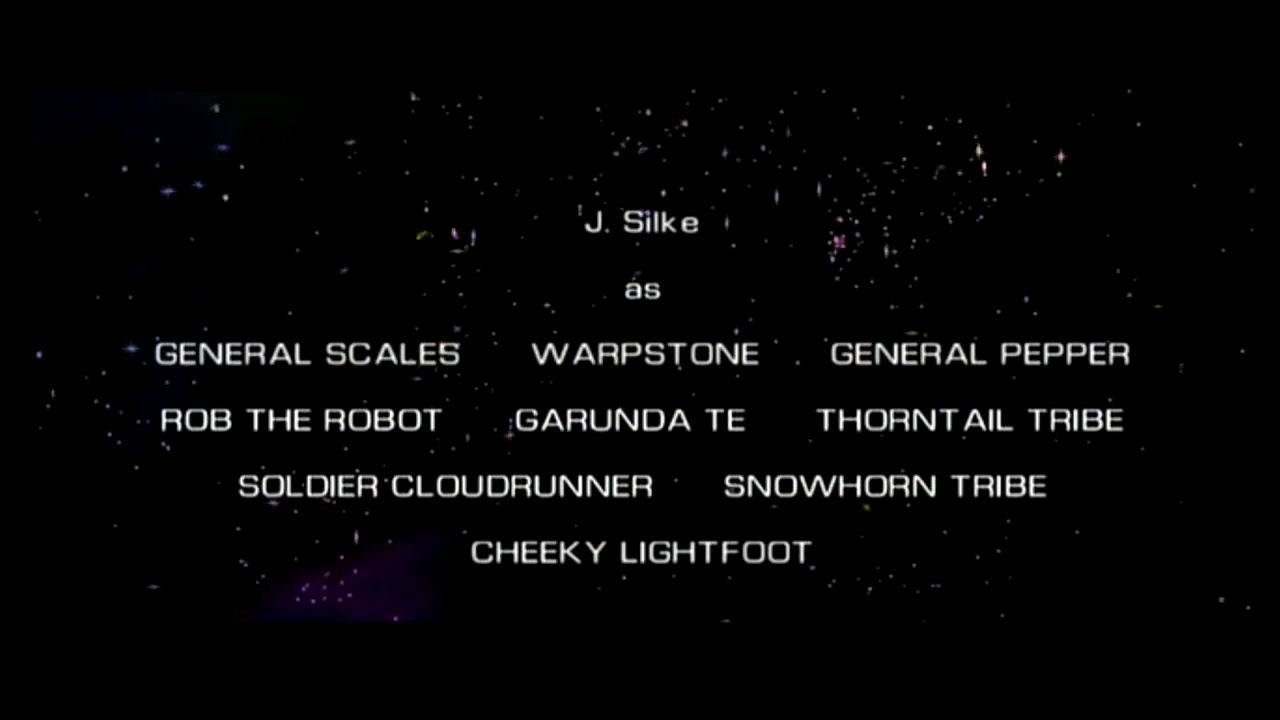 J. Silke
as
GENERAL SCALES WARPSTONE GENERAL PEPPER
ROB THE ROBOT GARUNDA TE THORNTAIL TRIBE
SOLDIER CLOUDRUNNER SNOWHORN TRIBE
CHEEKY LIGHTFOOT